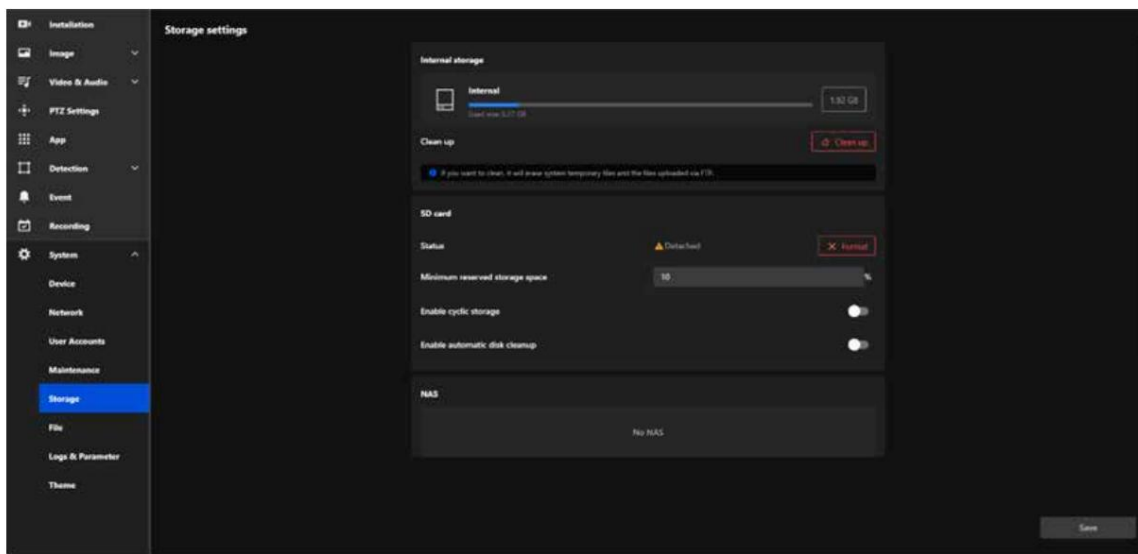 Installation
Image
Video & Audio
PTZ Settings
App
Detection
Event
Recording
System
Device
Network
User Accounts
Maintenance
Storage
File
Logs & Parameter
Theme
Storage settings
Internal storage
Internal
1.92 GB
Clean up
Clean up
If you want to clean, it will erase system temporary files and the files uploaded via FTP.
SD card
Status
Detached
Format
Minimum reserved storage space
10
%
Enable cyclic storage
Enable automatic disk cleanup
NAS
No NAS
Save